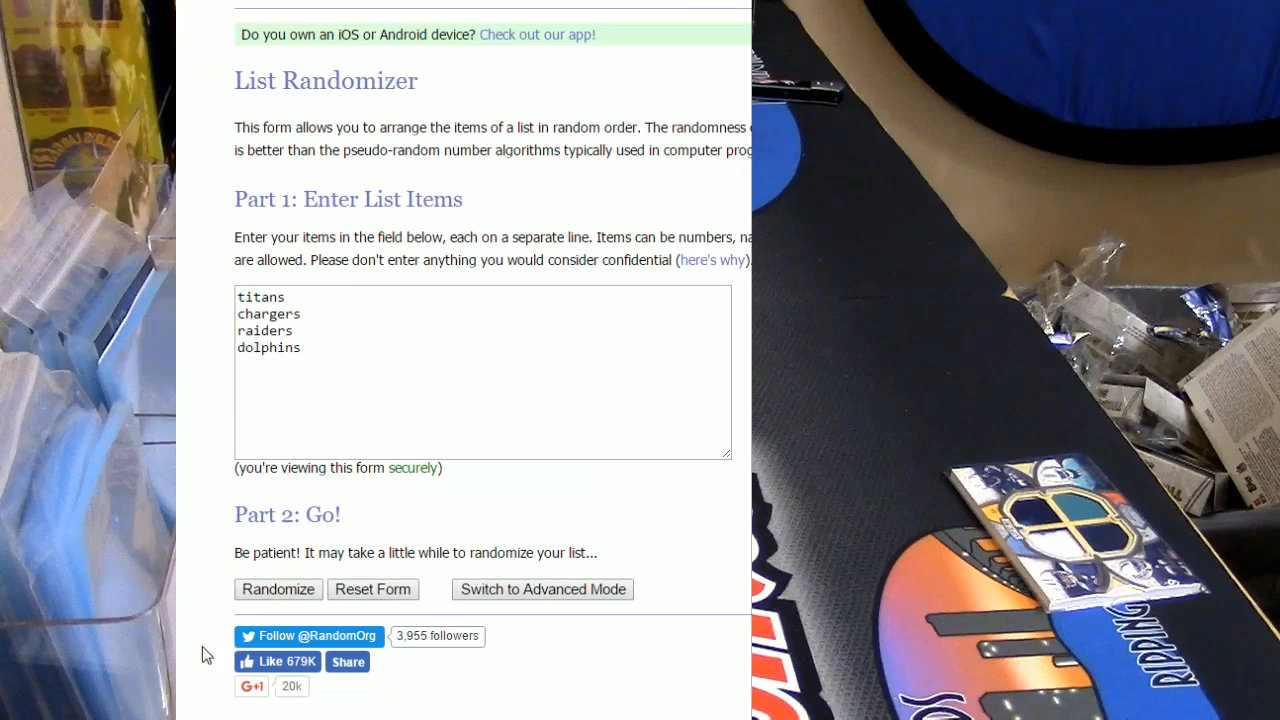 Do you own an iOS or Android device? Check out our app!
List Randomizer
This form allows you to arrange the items of a list in random order. The randomness
is better than the pseudo-random number algorithms typically used in computer
Part 1: Enter List Items
Enter your items in the field below, each on a separate line. Items can be numbers,
are allowed. Please don't enter anything you would consider confidential (here's why).
titans
chargers
raiders
dolphins
(you're viewing this form securely)
Part 2: Go!
Be patient! It may take a little while to randomize your list...
Randomize Reset Form Switch to Advanced Mode
Follow @RandomOrg 3,955 followers
Like 679K Share
G+1 20k
RIPPING